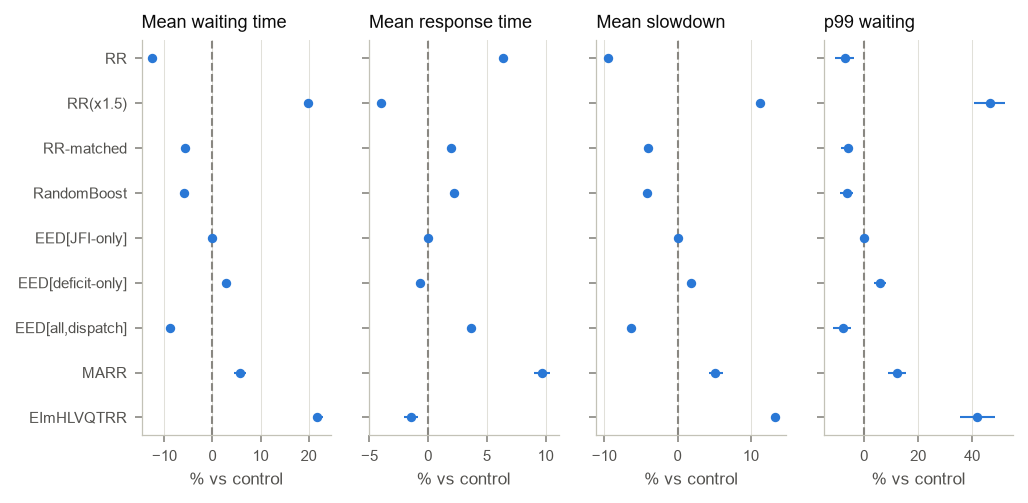 Mean waiting time
Mean response time
Mean slowdown
p99 waiting
RR
RR(x1.5)
RR-matched
RandomBoost
EED[JFI-only]
EED[deficit-only]
EED[all,dispatch]
MARR
ElmHLVQTRR
−10 0 10 20
−5 0 5 10
−10 0 10
0 20 40
% vs control
% vs control
% vs control
% vs control